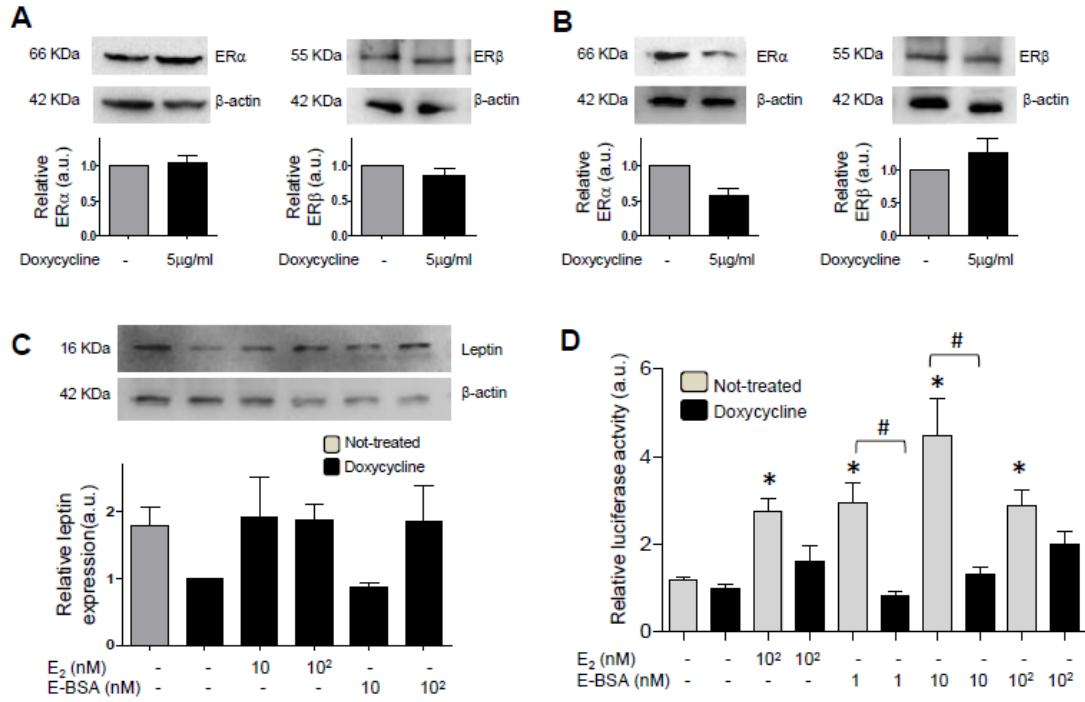 A
66 KDa
ERα
42 KDa
β-actin
Relative
ERα (a.u.)
1.0
0.5
0.0
Doxycycline - 5μg/ml
55 KDa
ERβ
42 KDa
β-actin
Relative
ERβ (a.u.)
1.0
0.5
0.0
Doxycycline - 5μg/ml
B
66 KDa
ERα
42 KDa
β-actin
Relative
ERα (a.u.)
1.0
0.5
0.0
Doxycycline - 5μg/ml
55 KDa
ERβ
42 KDa
β-actin
Relative
ERβ (a.u.)
1.0
0.5
0.0
Doxycycline - 5μg/ml
C
16 KDa
Leptin
42 KDa
β-actin
Not-treated
Doxycycline
Relative leptin
expression(a.u.)
2
1
0
E₂ (nM) - - 10 10² - -
E-BSA (nM) - - - - 10 10²
D
Relative luciferase actvity (a.u.)
6
4
2
0
Not-treated
Doxycycline
* * * *
# #
E₂ (nM) - - 10² 10² - - - - - -
E-BSA (nM) - - - - 1 1 10 10 10² 10²